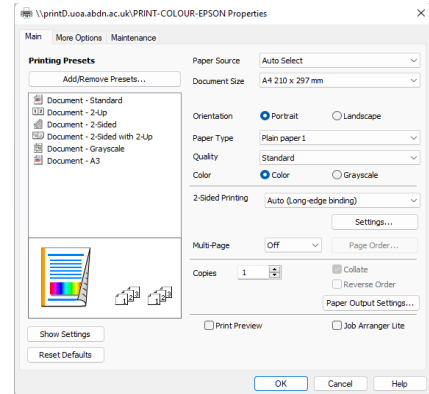 \\printD.uoa.abdn.ac.uk\PRINT-COLOUR-EPSON Properties
Main More Options Maintenance
Printing Presets
Add/Remove Presets...
Document - Standard
Document - 2-Up
Document - 2-Sided
Document - 2-Sided with 2-Up
Document - Grayscale
Document - A3
Show Settings
Reset Defaults
Paper Source Auto Select
Document Size A4 210 x 297 mm
Orientation Portrait Landscape
Paper Type Plain paper1
Quality Standard
Color Color Grayscale
2-Sided Printing Auto (Long-edge binding)
Settings...
Multi-Page Off Page Order...
Copies 1 Collate
Reverse Order
Paper Output Settings...
Print Preview Job Arranger Lite
OK Cancel Help